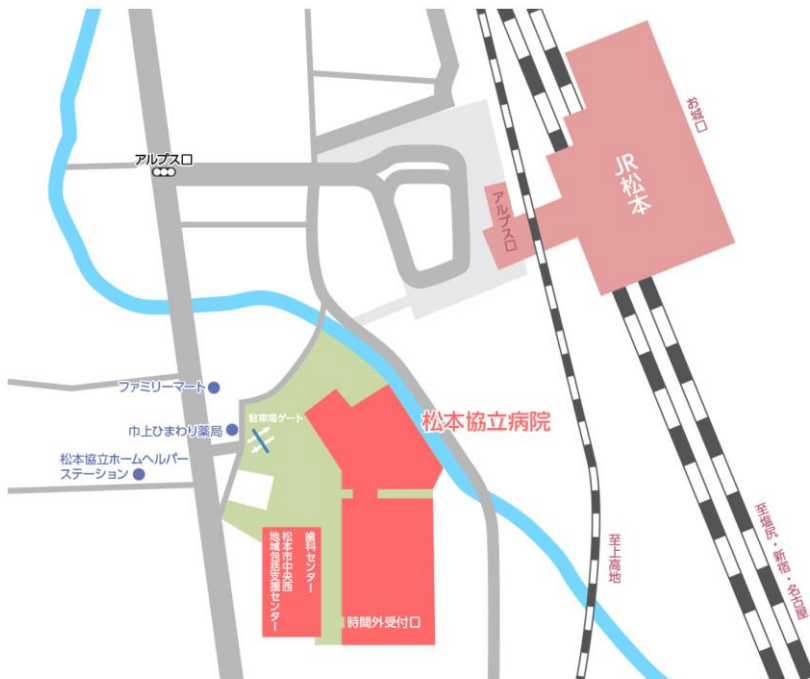 アルプス口
お城口
JR松本
アルプス口
ファミリーマート
巾上ひまわり薬局
駐車場ゲート
松本協立病院
松本協立ホームヘルパー
ステーション
歯科センター
松本市中央西
地域包括支援センター
時間外受付口
至上高地
至塩尻・新宿・名古屋